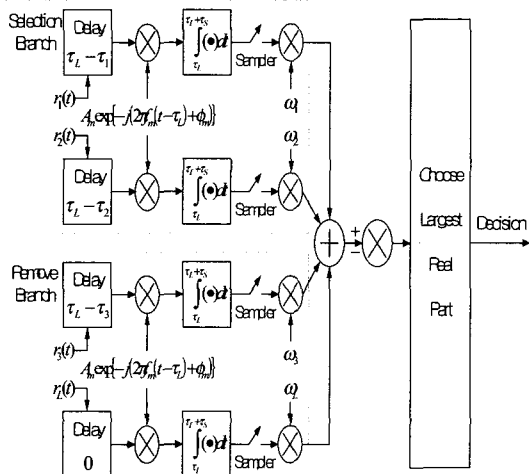 Selection
Branch
Delay
τ_L − τ_1
τ_L+τ_S
∫(•)dt
τ_L
Sampler
r_1(t)
A_m exp{−j(2πf_m(t−τ_L)+ϕ_m)}
ω_1
r_2(t)
ω_2
Delay
τ_L − τ_2
τ_L+τ_S
∫(•)dt
τ_L
Sampler
Remove
Branch
Delay
τ_L − τ_3
τ_L+τ_S
∫(•)dt
τ_L
Sampler
r_3(t)
A_m exp{−j(2πf_m(t−τ_L)+ϕ_m)}
ω_3
r_L(t)
ω_L
Delay
0
τ_L+τ_S
∫(•)dt
τ_L
Sampler
+
+
−
Choose
Largest
Real
Part
Decision